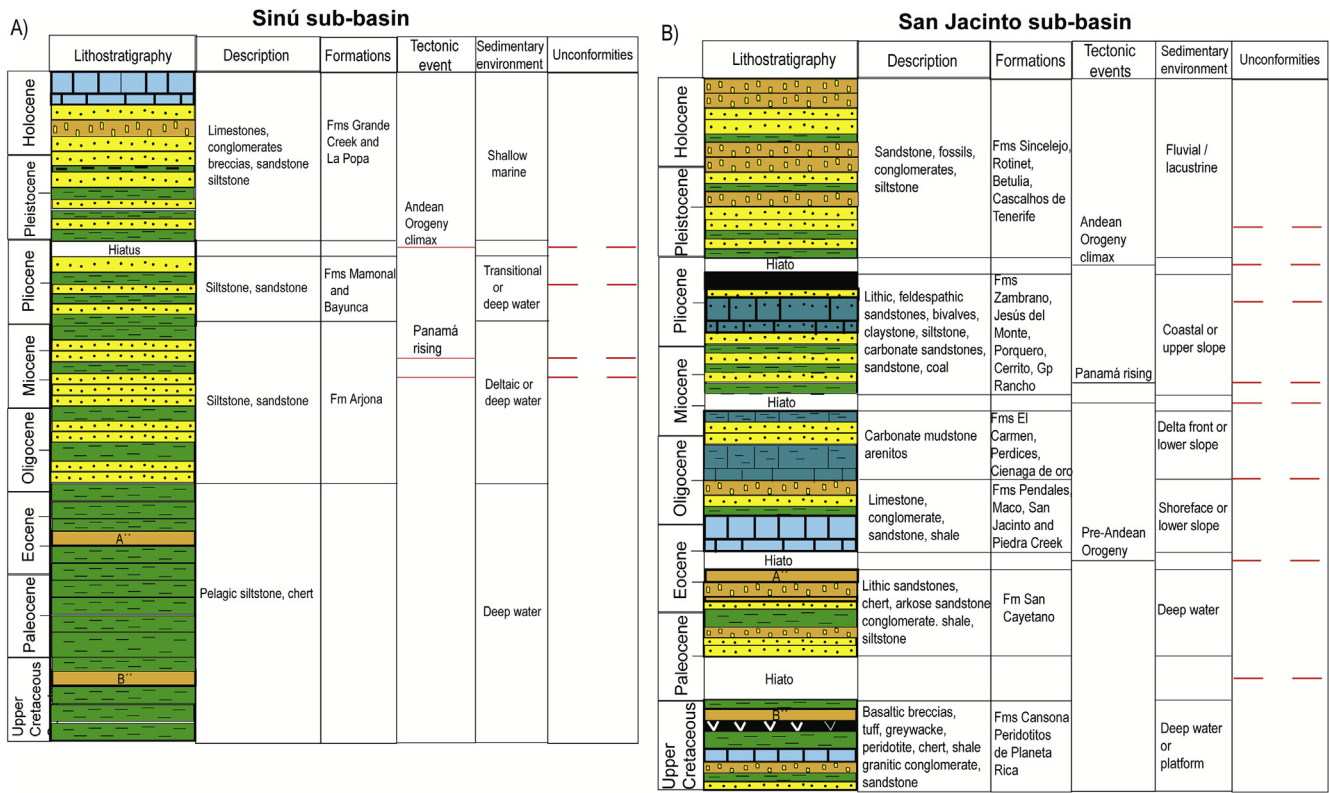 A)
Sinú sub-basin
Lithostratigraphy
Description
Formations
Tectonic
event
Sedimentary
environment
Unconformities
Holocene
Pleistocene
Pliocene
Miocene
Oligocene
Eocene
Paleocene
Upper
Cretaceous
Hiatus
A´´
B´´
Limestones,
conglomerates
breccias, sandstone
siltstone
Siltstone, sandstone
Siltstone, sandstone
Pelagic siltstone, chert
Fms Grande
Creek and
La Popa
Fms Mamonal
and
Bayunca
Fm Arjona
Andean
Orogeny
climax
Panamá
rising
Shallow
marine
Transitional
or
deep water
Deltaic or
deep water
Deep water
B)
San Jacinto sub-basin
Lithostratigraphy
Description
Formations
Tectonic
events
Sedimentary
environment
Unconformities
Holocene
Pleistocene
Pliocene
Miocene
Oligocene
Eocene
Paleocene
Upper
Cretaceous
Hiato
Hiato
Hiato
A´´
Hiato
B´´
Sandstone, fossils,
conglomerates,
siltstone
Lithic, feldespathic
sandstones, bivalves,
claystone, siltstone,
carbonate sandstones,
sandstone, coal
Carbonate mudstone
arenitos
Limestone,
conglomerate,
sandstone, shale
Lithic sandstones,
chert, arkose sandstone
conglomerate. shale,
siltstone
Basaltic breccias,
tuff, greywacke,
peridotite, chert, shale
granitic conglomerate,
sandstone
Fms Sincelejo,
Rotinet,
Betulia,
Cascalhos de
Tenerife
Fms
Zambrano,
Jesús del
Monte,
Porquero,
Cerrito, Gp
Rancho
Fms El
Carmen,
Perdices,
Cienaga de oro
Fms Pendales,
Maco, San
Jacinto and
Piedra Creek
Fm San
Cayetano
Fms Cansona
Peridotitos
de Planeta
Rica
Andean
Orogeny
climax
Panamá rising
Pre-Andean
Orogeny
Fluvial /
lacustrine
Coastal or
upper slope
Delta front or
lower slope
Shoreface or
lower slope
Deep water
Deep water
or
platform